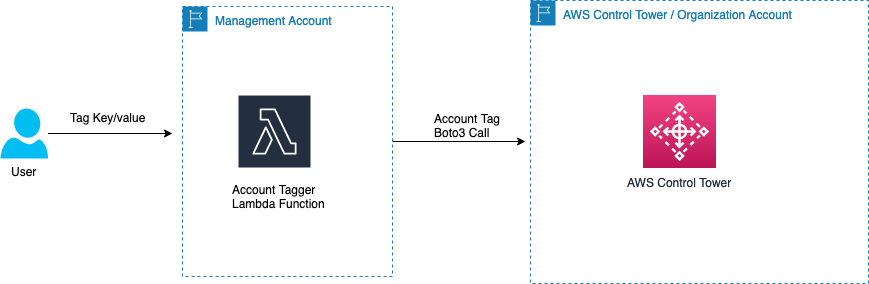 Management Account
AWS Control Tower / Organization Account
Tag Key/value
Account Tag
Boto3 Call
User
Account Tagger
Lambda Function
AWS Control Tower